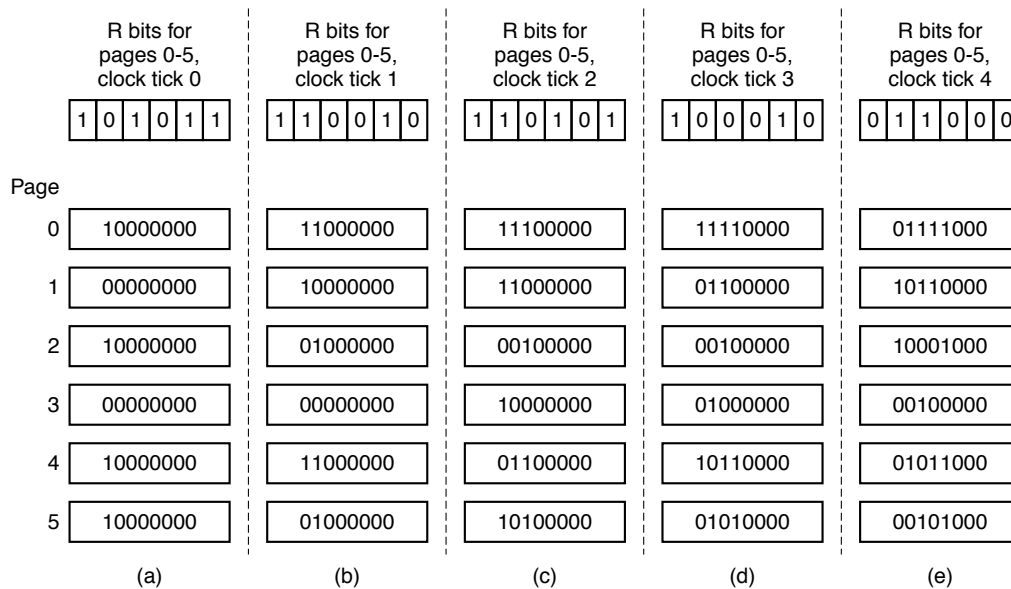 R bits for pages 0-5, clock tick 0
R bits for pages 0-5, clock tick 1
R bits for pages 0-5, clock tick 2
R bits for pages 0-5, clock tick 3
R bits for pages 0-5, clock tick 4
1 0 1 0 1 1 1 1 0 0 1 0 1 1 0 1 0 1 1 0 0 0 1 0 0 1 1 0 0 0
Page
0 10000000 11000000 11100000 11110000 01111000
1 00000000 10000000 11000000 01100000 10110000
2 10000000 01000000 00100000 00100000 10001000
3 00000000 00000000 10000000 01000000 00100000
4 10000000 11000000 01100000 10110000 01011000
5 10000000 01000000 10100000 01010000 00101000
(a) (b) (c) (d) (e)